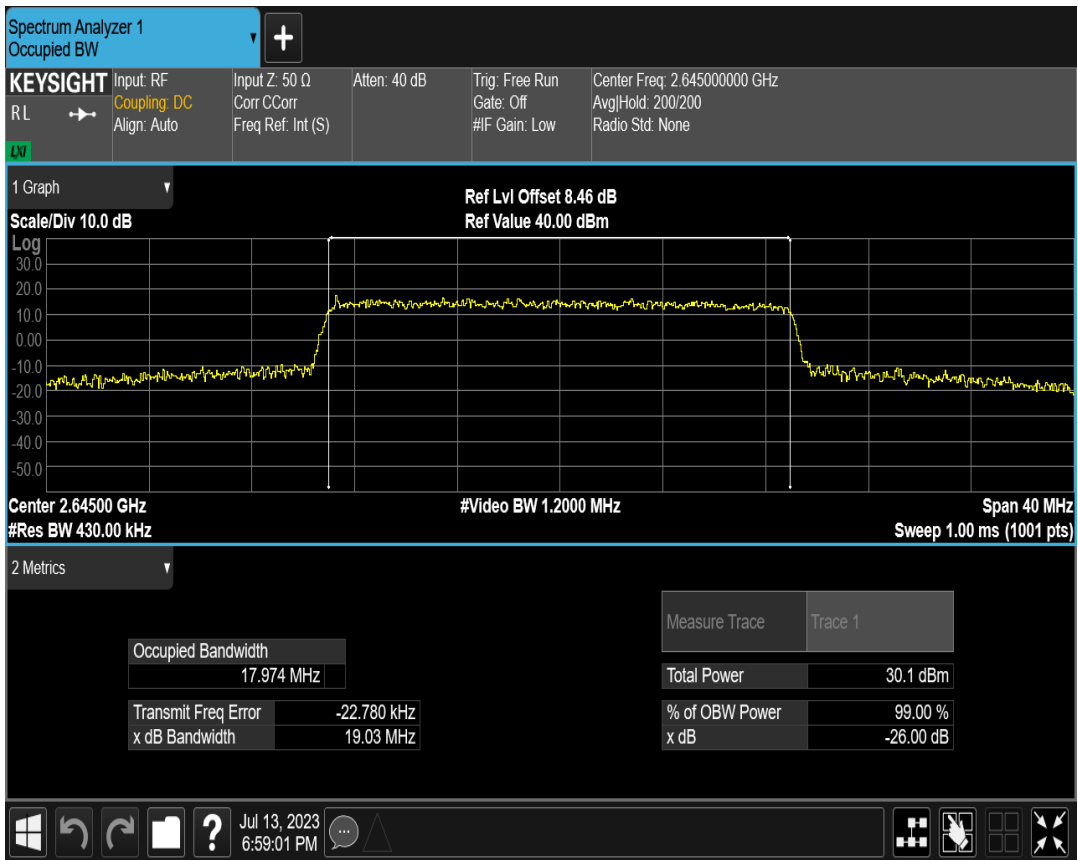 Spectrum Analyzer 1
Occupied BW
KEYSIGHT
RL
LXI
Input: RF
Coupling: DC
Align: Auto
Input Z: 50 Ω
Corr CCorr
Freq Ref: Int (S)
Atten: 40 dB
Trig: Free Run
Gate: Off
#IF Gain: Low
Center Freq: 2.645000000 GHz
Avg|Hold: 200/200
Radio Std: None
1 Graph
Ref Lvl Offset 8.46 dB
Scale/Div 10.0 dB
Ref Value 40.00 dBm
Log
30.0
20.0
10.0
0.00
-10.0
-20.0
-30.0
-40.0
-50.0
Center 2.64500 GHz
#Video BW 1.2000 MHz
Span 40 MHz
#Res BW 430.00 kHz
Sweep 1.00 ms (1001 pts)
2 Metrics
Measure Trace Trace 1
Occupied Bandwidth
17.974 MHz
Total Power 30.1 dBm
Transmit Freq Error -22.780 kHz
% of OBW Power 99.00 %
x dB Bandwidth 19.03 MHz
x dB -26.00 dB
Jul 13, 2023
6:59:01 PM